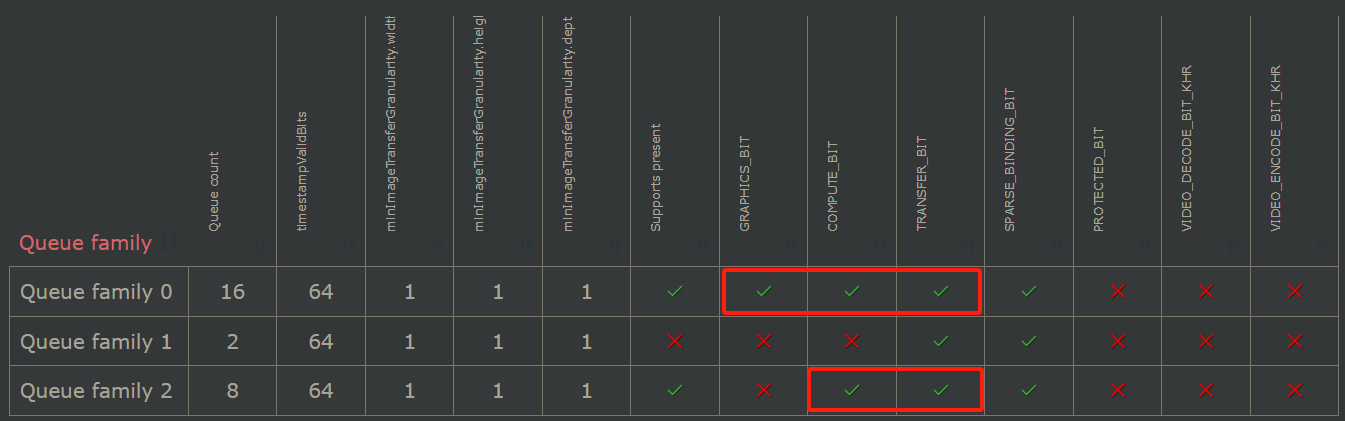 Queue family
Queue count
timestampValidBits
minImageTransferGranularity.widtl
minImageTransferGranularity.heigl
minImageTransferGranularity.dept
Supports present
GRAPHICS_BIT
COMPUTE_BIT
TRANSFER_BIT
SPARSE_BINDING_BIT
PROTECTED_BIT
VIDEO_DECODE_BIT_KHR
VIDEO_ENCODE_BIT_KHR
Queue family 0 16 64 1 1 1 ✓ ✓ ✓ ✓ ✓ ✗ ✗ ✗
Queue family 1 2 64 1 1 1 ✗ ✗ ✗ ✓ ✓ ✗ ✗ ✗
Queue family 2 8 64 1 1 1 ✓ ✗ ✓ ✓ ✓ ✗ ✗ ✗